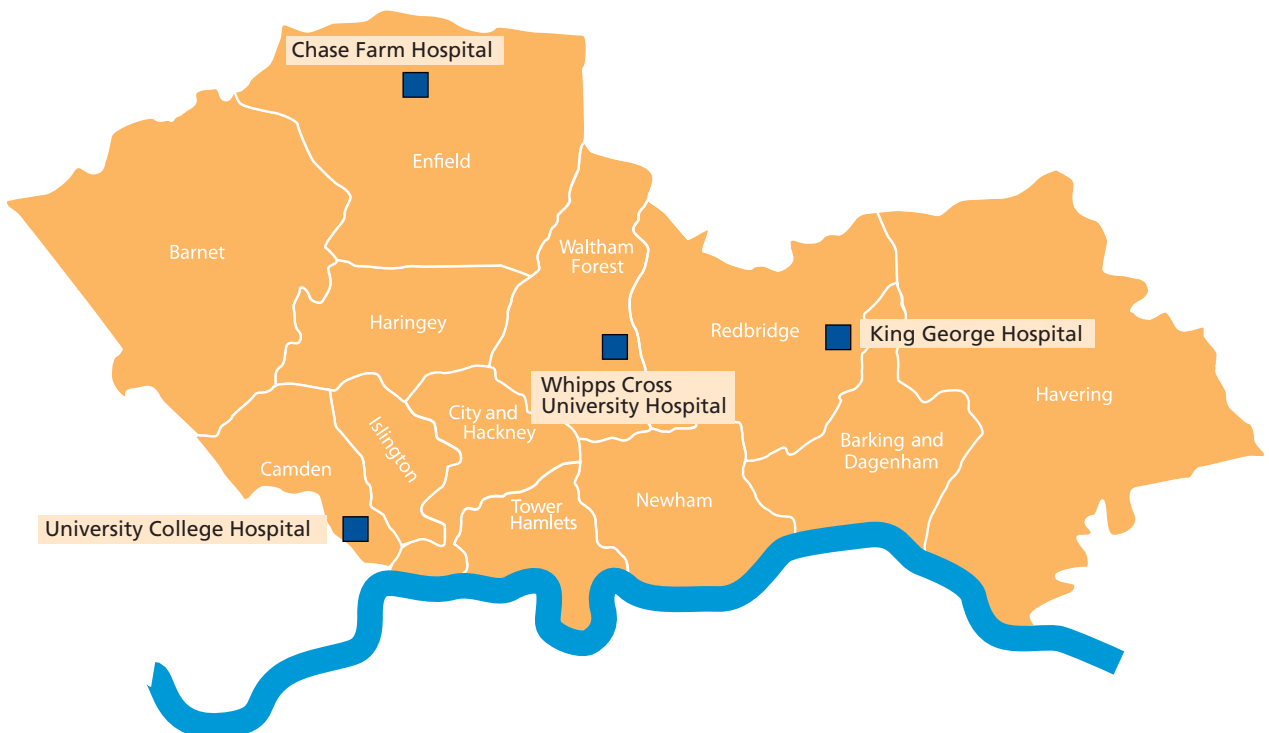 Chase Farm Hospital
Enfield
Barnet
Waltham
Forest
Haringey
Redbridge
King George Hospital
Whipps Cross
University Hospital
Havering
City and
Hackney
Islington
Barking and
Dagenham
Camden
Newham
Tower
Hamlets
University College Hospital